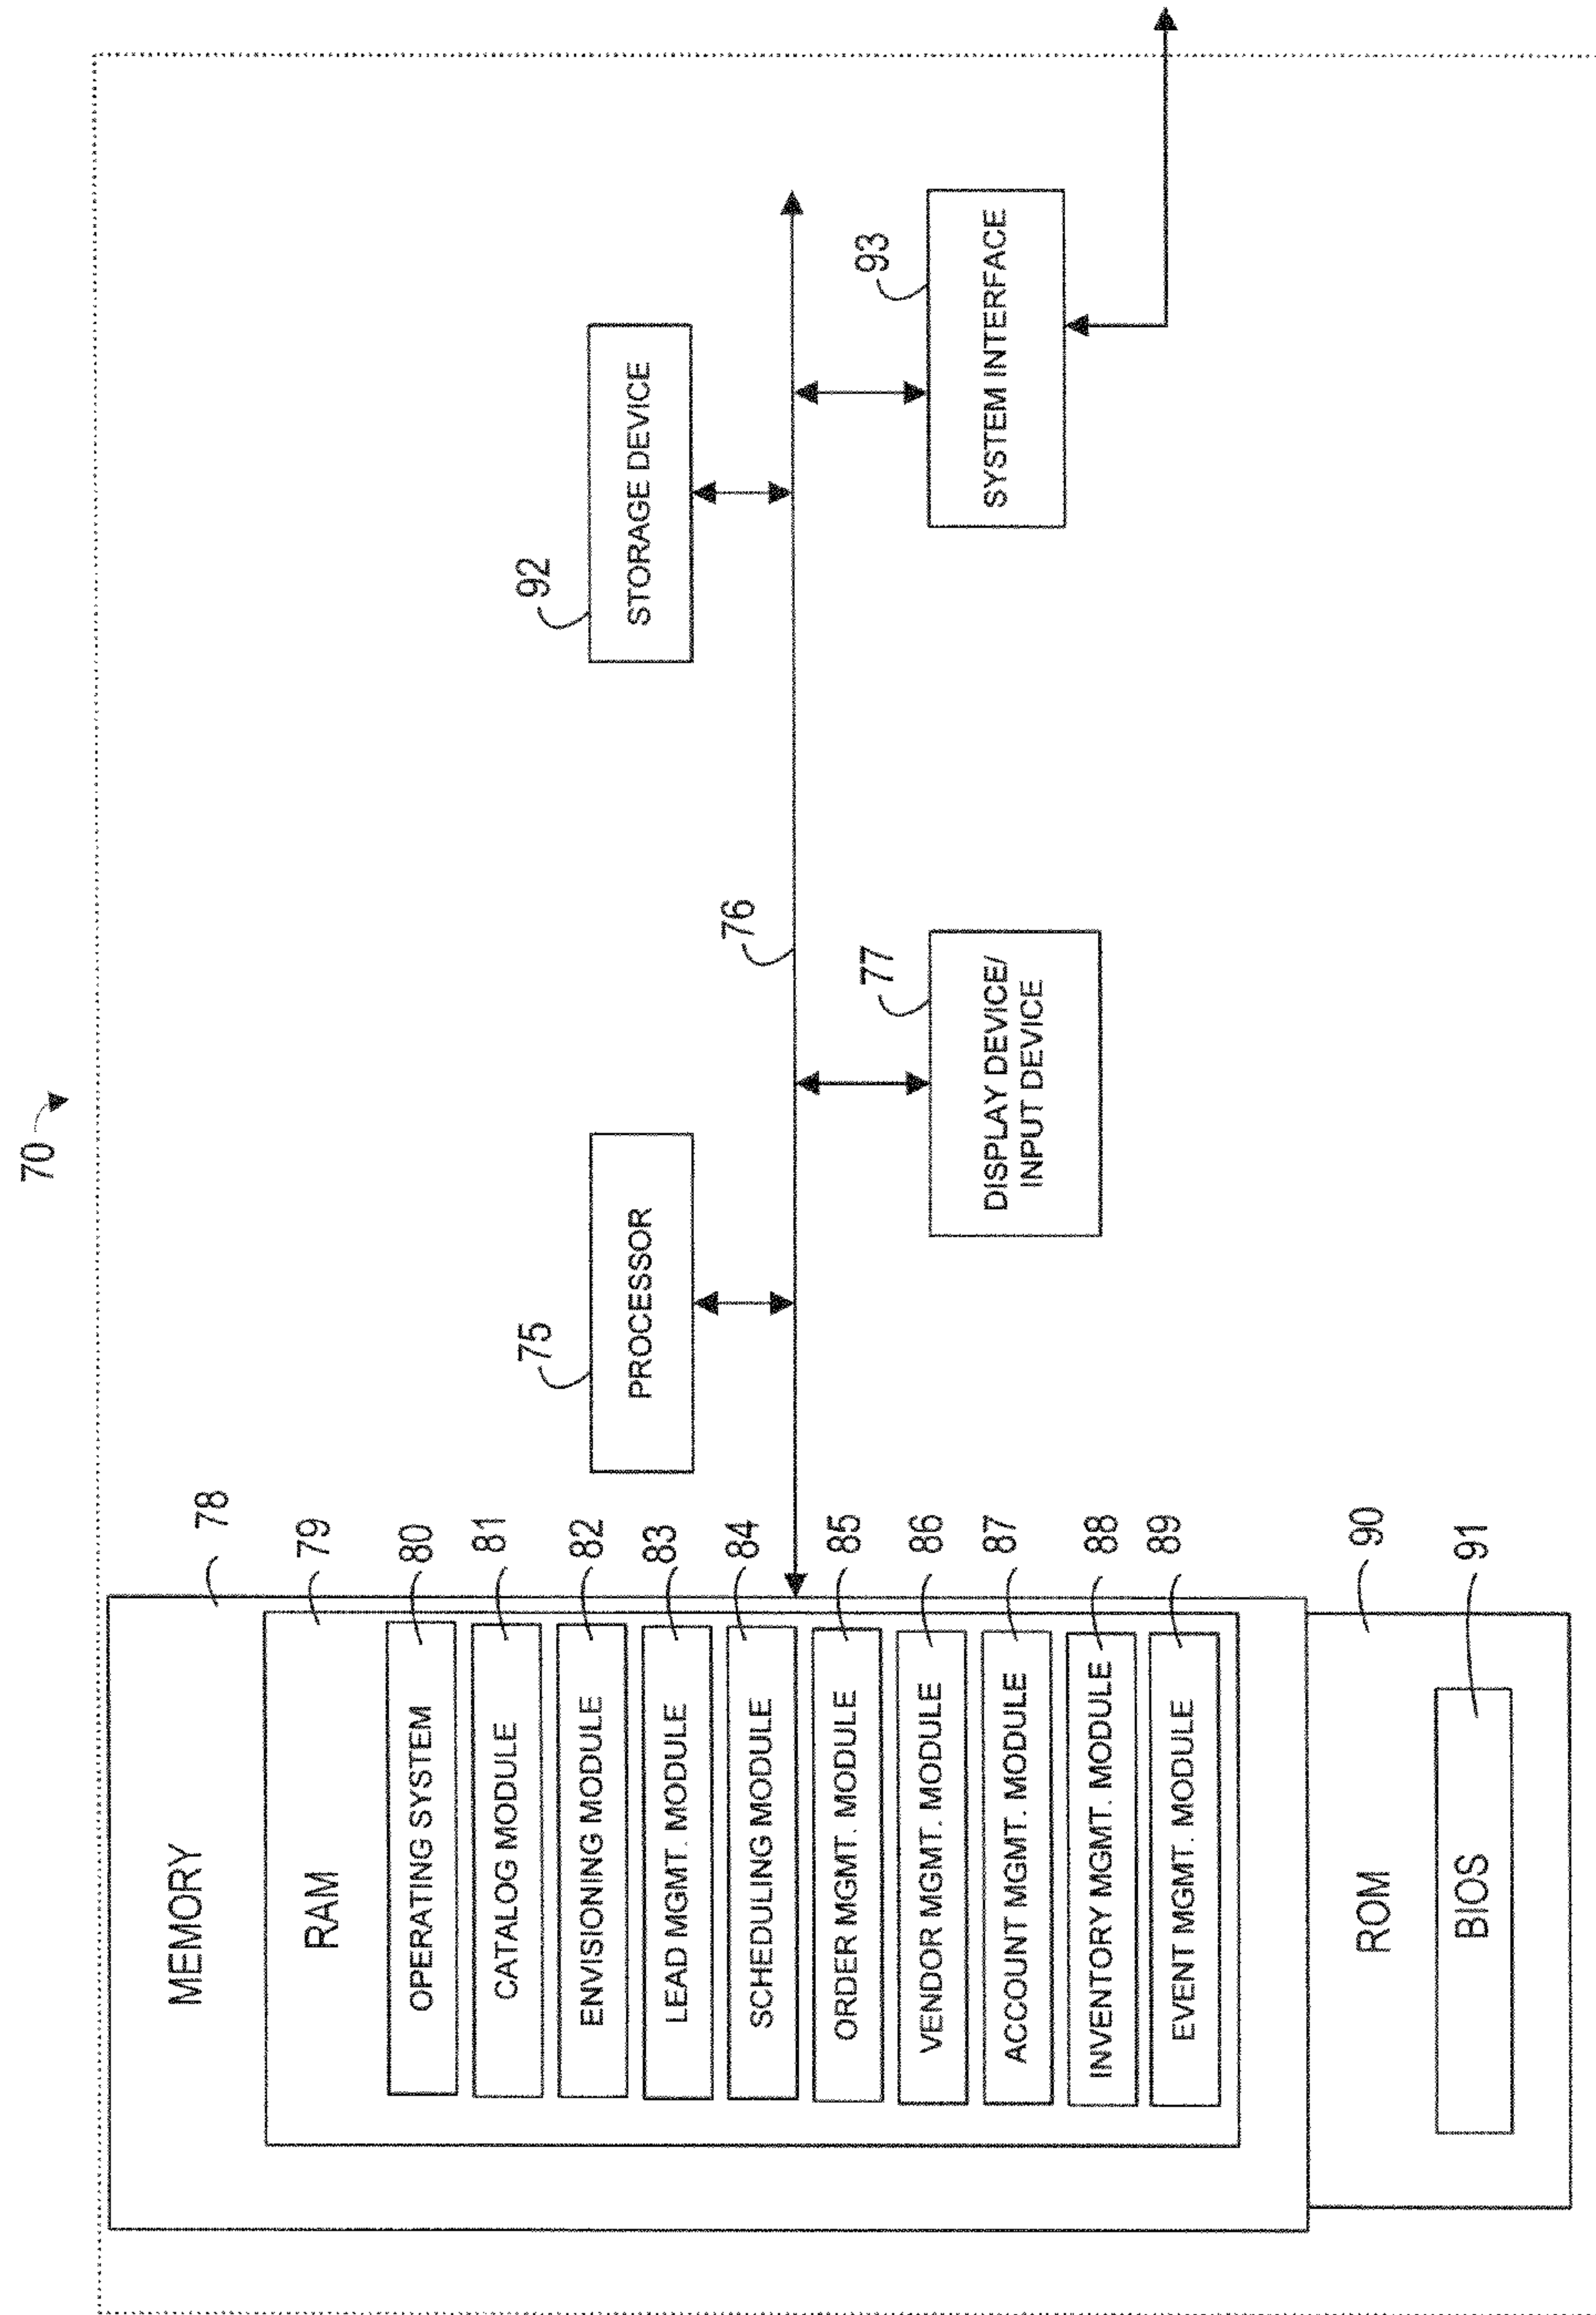 70
MEMORY
78
RAM
79
OPERATING SYSTEM
80
CATALOG MODULE
81
ENVISIONING MODULE
82
LEAD MGMT. MODULE
83
SCHEDULING MODULE
84
ORDER MGMT. MODULE
85
VENDOR MGMT. MODULE
86
ACCOUNT MGMT. MODULE
87
INVENTORY MGMT. MODULE
88
EVENT MGMT. MODULE
89
ROM
90
BIOS
91
75
PROCESSOR
76
77
DISPLAY DEVICE/
INPUT DEVICE
92
STORAGE DEVICE
93
SYSTEM INTERFACE